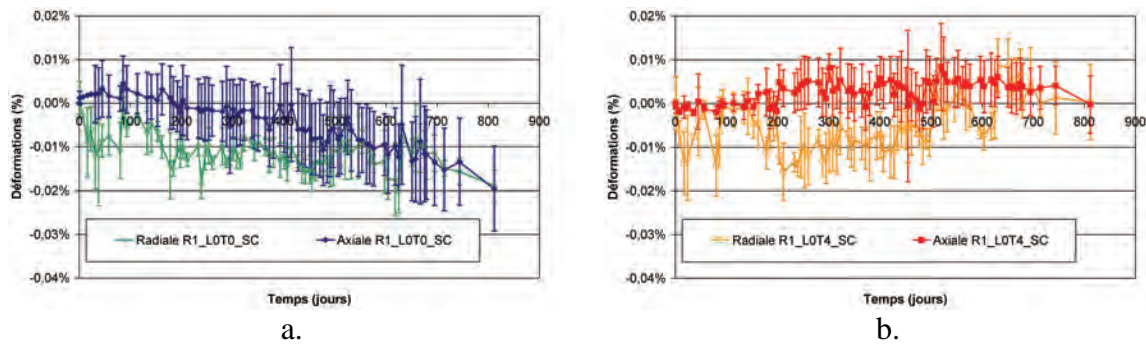 0,02%
0,01%
0,00%
-0,01%
-0,02%
-0,03%
-0,04%
Déformations (%)
0 100 200 300 400 500 600 700 800 900
Radiale R1_L0T0_SC Axiale R1_L0T0_SC
Temps (jours)
a.
0,02%
0,01%
0,00%
-0,01%
-0,02%
-0,03%
-0,04%
Déformations (%)
0 100 200 300 400 500 600 700 800 900
Radiale R1_L0T4_SC Axiale R1_L0T4_SC
Temps (jours)
b.